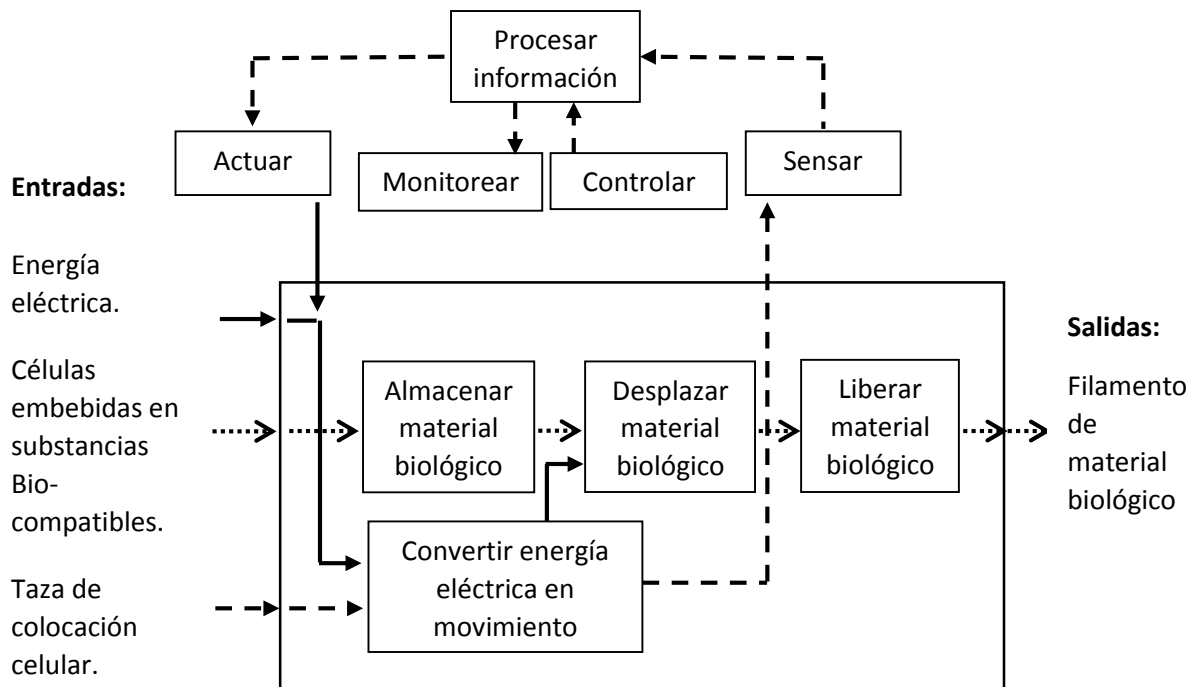 Procesar
información
Actuar
Monitorear
Controlar
Sensar
Entradas:
Energía
eléctrica.
Células
embebidas en
substancias
Bio-
compatibles.
Taza de
colocación
celular.
Almacenar
material
biológico
Desplazar
material
biológico
Liberar
material
biológico
Convertir energía
eléctrica en
movimiento
Salidas:
Filamento
de
material
biológico